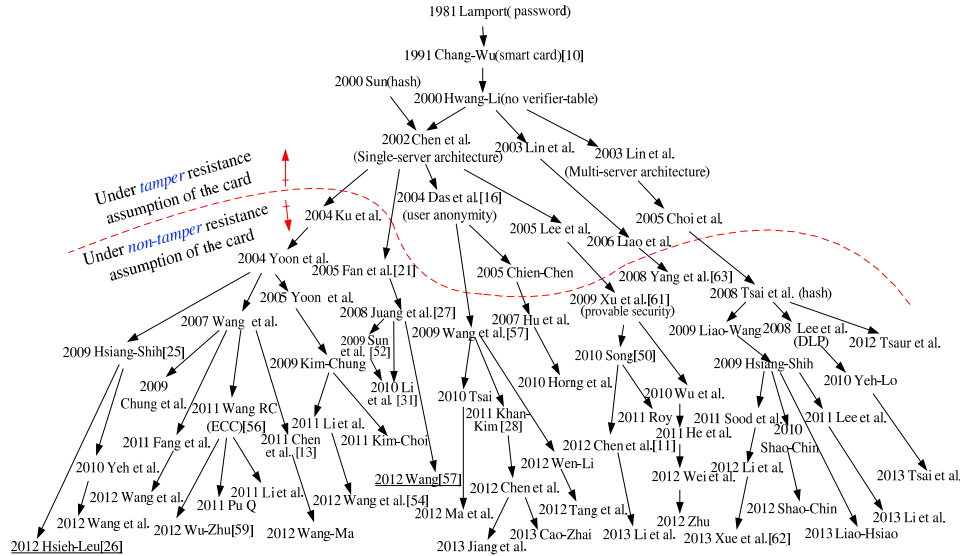 1981 Lamport( password)
1991 Chang-Wu(smart card)[10]
2000 Sun(hash)
2000 Hwang-Li(no verifier-table)
2002 Chen et al.
(Single-server architecture)
2003 Lin et al.
2003 Lin et al.
(Multi-server architecture)
Under tamper resistance
assumption of the card
Under non-tamper resistance
assumption of the card
2004 Ku et al.
2004 Das et al.[16]
(user anonymity)
2005 Lee et al.
2005 Choi et al.
2006 Liao et al.
2004 Yoon et al.
2005 Fan et al.[21]
2005 Chien-Chen
2008 Yang et al.[63]
2005 Yoon et al.
2008 Tsai et al. (hash)
2009 Xu et al.[61]
(provable security)
2007 Wang et al.
2008 Juang et al.[27]
2009 Wang et al.[57]
2007 Hu et al.
2009 Liao-Wang
2008 Lee et al.
(DLP)
2012 Tsaur et al.
2009 Hsiang-Shih[25]
2009 Sun
et al. [52]
2009 Kim-Chung
2010 Song[50]
2009 Hsiang-Shih
2009
Chung et al.
2010 Li
et al.[31]
2010 Tsai
2010 Horng et al.
2010 Wu et al.
2010 Yeh-Lo
2011 Wang RC
(ECC)[56]
2011 Li et al.
2011 Khan-
Kim [28]
2011 Roy
2011 Sood et al.
2011 Lee et al.
2011 Fang et al.
2011 Chen
et al.[13]
2011 Kim-Choi
2012 Chen et al.[11]
2011 He et al.
2010
Shao-Chin
2010 Yeh et al.
2012 Wang[57]
2012 Wen-Li
2012 Wei et al.
2012 Li et al.
2013 Tsai et al.
2012 Wang et al.
2011 Li et al.
2011 Pu Q
2012 Wang et al.[54]
2012 Chen et al.
2012 Wang et al.
2012 Wu-Zhu[59]
2012 Wang-Ma
2012 Ma et al.
2012 Tang et al.
2012 Zhu
2012 Shao-Chin
2013 Li et al.
2012 Hsieh-Leu[26]
2013 Jiang et al.
2013 Cao-Zhai
2013 Li et al.
2013 Xue et al.[62]
2013 Liao-Hsiao